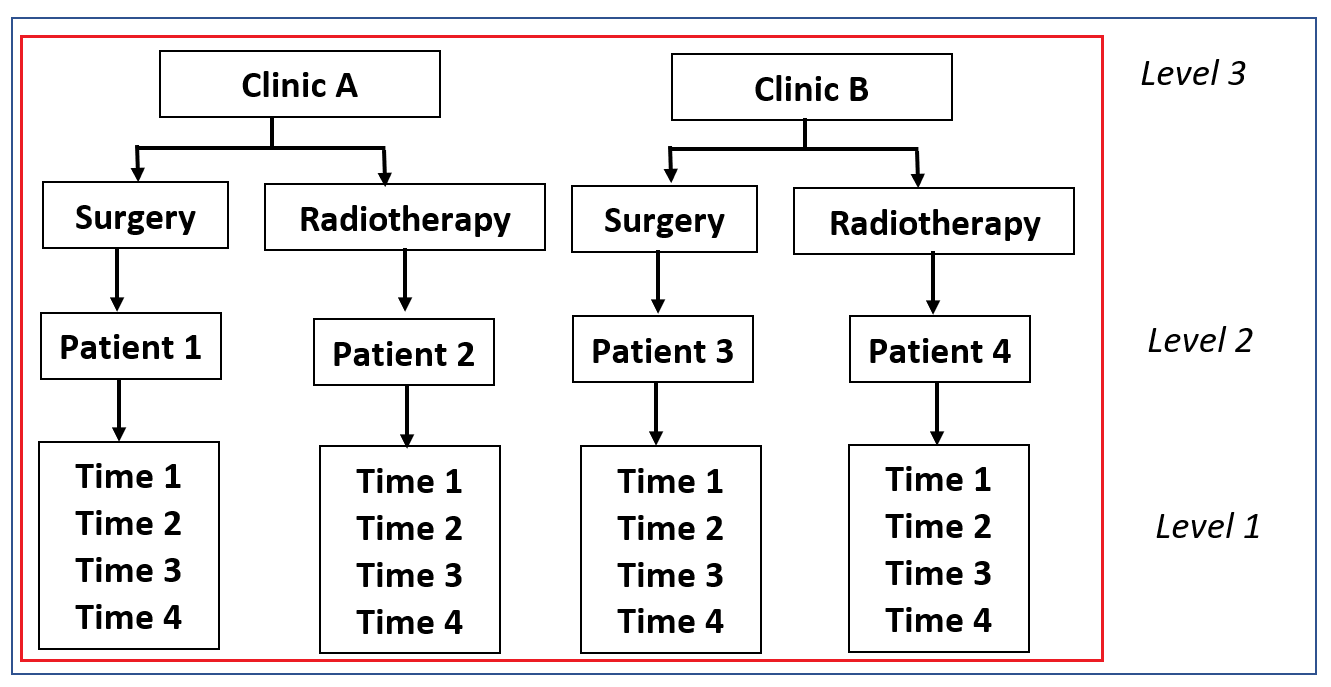 Clinic A
Clinic B
Level 3
Surgery
Radiotherapy
Surgery
Radiotherapy
Patient 1
Patient 2
Patient 3
Patient 4
Level 2
Time 1
Time 2
Time 3
Time 4
Time 1
Time 2
Time 3
Time 4
Time 1
Time 2
Time 3
Time 4
Time 1
Time 2
Time 3
Time 4
Level 1